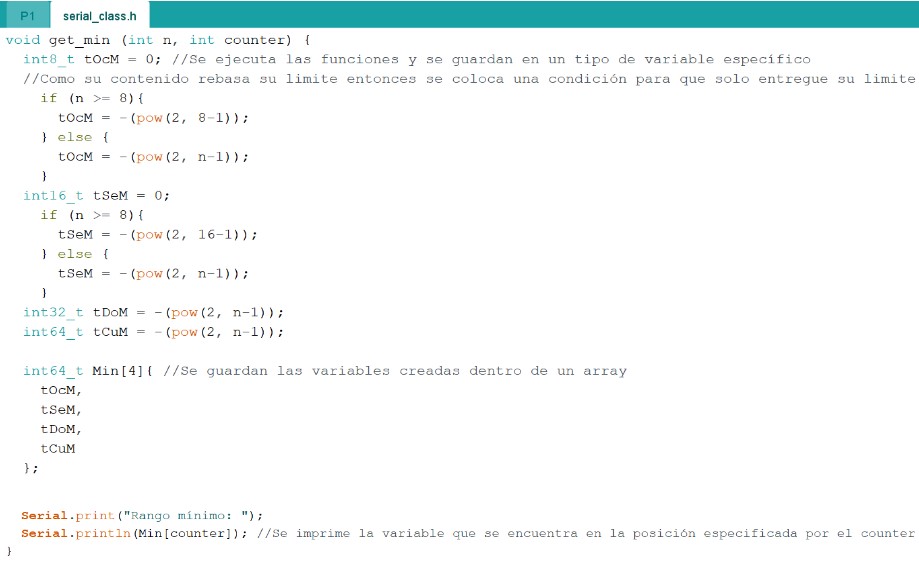 P1 serial_class.h
void get_min (int n, int counter) {
int8_t tOcM = 0; //Se ejecuta las funciones y se guardan en un tipo de variable especifico
//Como su contenido rebasa su limite entonces se coloca una condición para que solo entregue su limite
if (n >= 8){
tOcM = -(pow(2, 8-1));
} else {
tOcM = -(pow(2, n-1));
}
int16_t tSeM = 0;
if (n >= 8){
tSeM = -(pow(2, 16-1));
} else {
tSeM = -(pow(2, n-1));
}
int32_t tDoM = -(pow(2, n-1));
int64_t tCuM = -(pow(2, n-1));
int64_t Min[4]{ //Se guardan las variables creadas dentro de un array
tOcM,
tSeM,
tDoM,
tCuM
};
Serial.print("Rango mínimo: ");
Serial.println(Min[counter]); //Se imprime la variable que se encuentra en la posición especificada por el counter
}